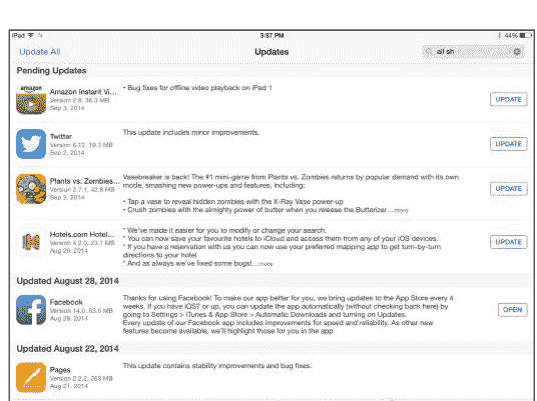 iPad 3:57 PM 44%
Update All Updates all sh
Pending Updates
amazon
Amazon Instant Vi...
Version 2.8, 36.3 MB
Sep 3, 2014
• Bug fixes for offline video playback on iPad 1
UPDATE
Twitter
Version 6.12, 19.3 MB
Sep 2, 2014
This update includes minor improvements.
UPDATE
Plants vs. Zombies...
Version 2.7.1, 42.8 MB
Sep 2, 2014
Vasebreaker is back! The #1 mini-game from Plants vs. Zombies returns by popular demand with its own
mode, smashing new power-ups and features, including:
• Tap a vase to reveal hidden zombies with the X-Ray Vase power-up
• Crush zombies with the almighty power of butter when you release the Butterizer...more
UPDATE
Hotels.com Hotel...
Version 4.2.0, 23.1 MB
Aug 29, 2014
• We've made it easier for you to modify or change your search.
• You can now save your favourite hotels to iCloud and access them from any of your iOS devices.
• If you have a reservation with us you can now use your preferred mapping app to get turn-by-turn
directions to your hotel
• And as always we've fixed some bugs!...more
UPDATE
Updated August 28, 2014
Facebook
Version 14.0, 63.5 MB
Aug 28, 2014
Thanks for using Facebook! To make our app better for you, we bring updates to the App Store every 4
weeks. If you have iOS7 or up, you can update the app automatically (without checking back here) by
going to Settings > iTunes & App Store > Automatic Downloads and turning on Updates.
Every update of our Facebook app includes improvements for speed and reliability. As other new
features become available, we'll highlight those for you in the app
OPEN
Updated August 22, 2014
Pages
Version 2.2.2, 263 MB
Aug 21, 2014
This update contains stability improvements and bug fixes.